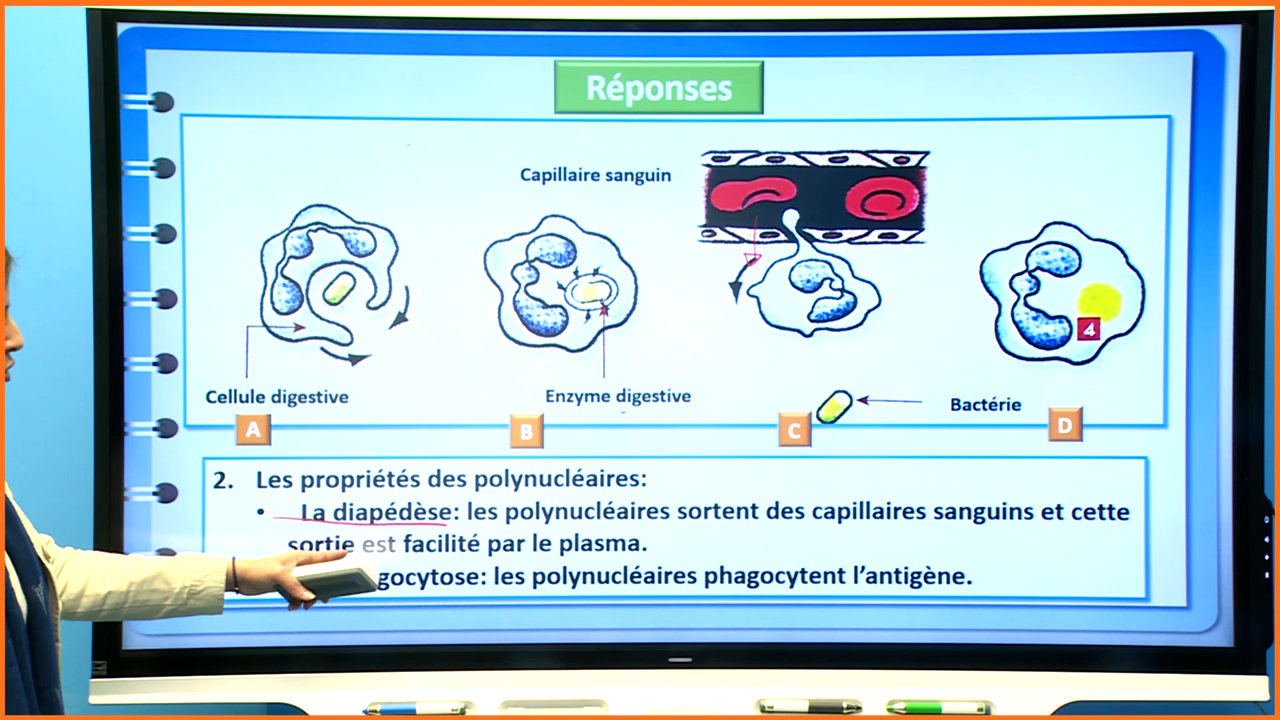 Réponses
Capillaire sanguin
4
Cellule digestive
Enzyme digestive
Bactérie
A
B
C
D
2. Les propriétés des polynucléaires:
• La diapédèse: les polynucléaires sortent des capillaires sanguins et cette
sortie est facilité par le plasma.
gocytose: les polynucléaires phagocytent l’antigène.